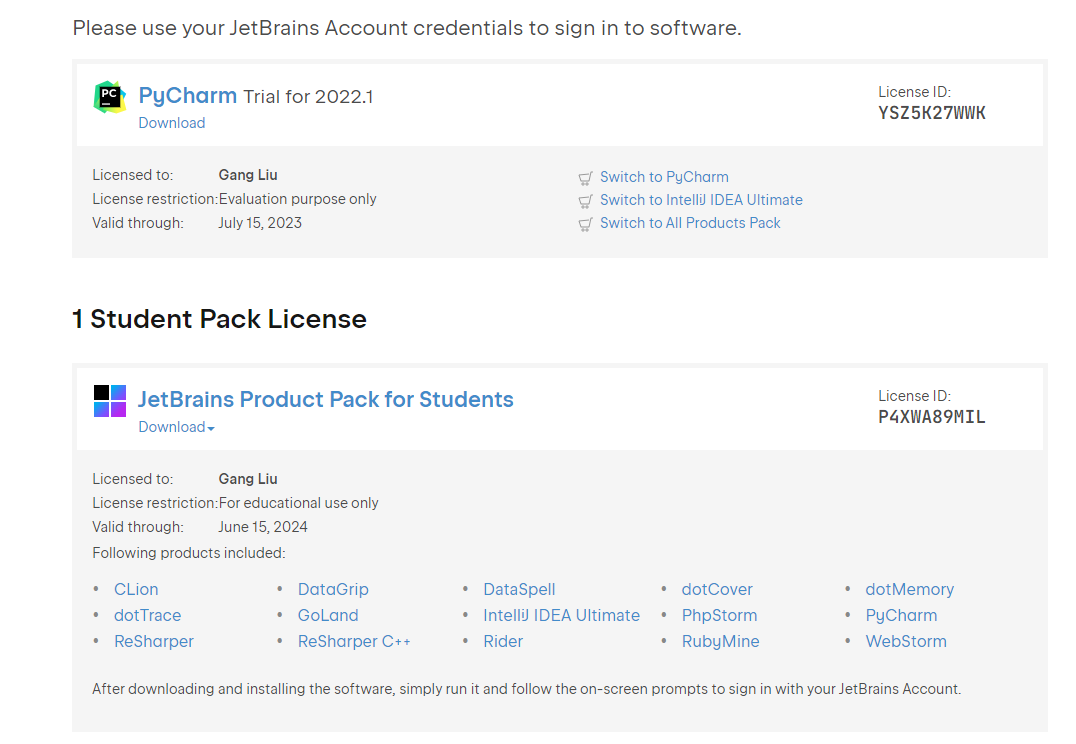 Please use your JetBrains Account credentials to sign in to software.
PC
PyCharm Trial for 2022.1
License ID:
Download
YSZ5K27WWK
Licensed to: Gang Liu
License restriction:Evaluation purpose only
Valid through: July 15, 2023
Switch to PyCharm
Switch to IntelliJ IDEA Ultimate
Switch to All Products Pack
1 Student Pack License
JetBrains Product Pack for Students
License ID:
Download
P4XWA89MIL
Licensed to: Gang Liu
License restriction:For educational use only
Valid through: June 15, 2024
Following products included:
• CLion • DataGrip • DataSpell • dotCover • dotMemory
• dotTrace • GoLand • IntelliJ IDEA Ultimate • PhpStorm • PyCharm
• ReSharper • ReSharper C++ • Rider • RubyMine • WebStorm
After downloading and installing the software, simply run it and follow the on-screen prompts to sign in with your JetBrains Account.